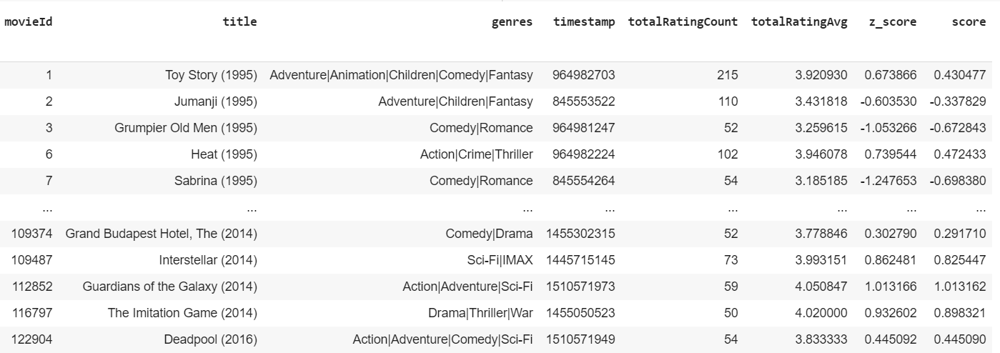 movieId title genres timestamp totalRatingCount totalRatingAvg z_score score
1 Toy Story (1995) Adventure|Animation|Children|Comedy|Fantasy 964982703 215 3.920930 0.673866 0.430477
2 Jumanji (1995) Adventure|Children|Fantasy 845553522 110 3.431818 -0.603530 -0.337829
3 Grumpier Old Men (1995) Comedy|Romance 964981247 52 3.259615 -1.053266 -0.672843
6 Heat (1995) Action|Crime|Thriller 964982224 102 3.946078 0.739544 0.472433
7 Sabrina (1995) Comedy|Romance 845554264 54 3.185185 -1.247653 -0.698380
... ... ... ... ... ... ... ...
109374 Grand Budapest Hotel, The (2014) Comedy|Drama 1455302315 52 3.778846 0.302790 0.291710
109487 Interstellar (2014) Sci-Fi|IMAX 1445715145 73 3.993151 0.862481 0.825447
112852 Guardians of the Galaxy (2014) Action|Adventure|Sci-Fi 1510571973 59 4.050847 1.013166 1.013162
116797 The Imitation Game (2014) Drama|Thriller|War 1455050523 50 4.020000 0.932602 0.898321
122904 Deadpool (2016) Action|Adventure|Comedy|Sci-Fi 1510571949 54 3.833333 0.445092 0.445090